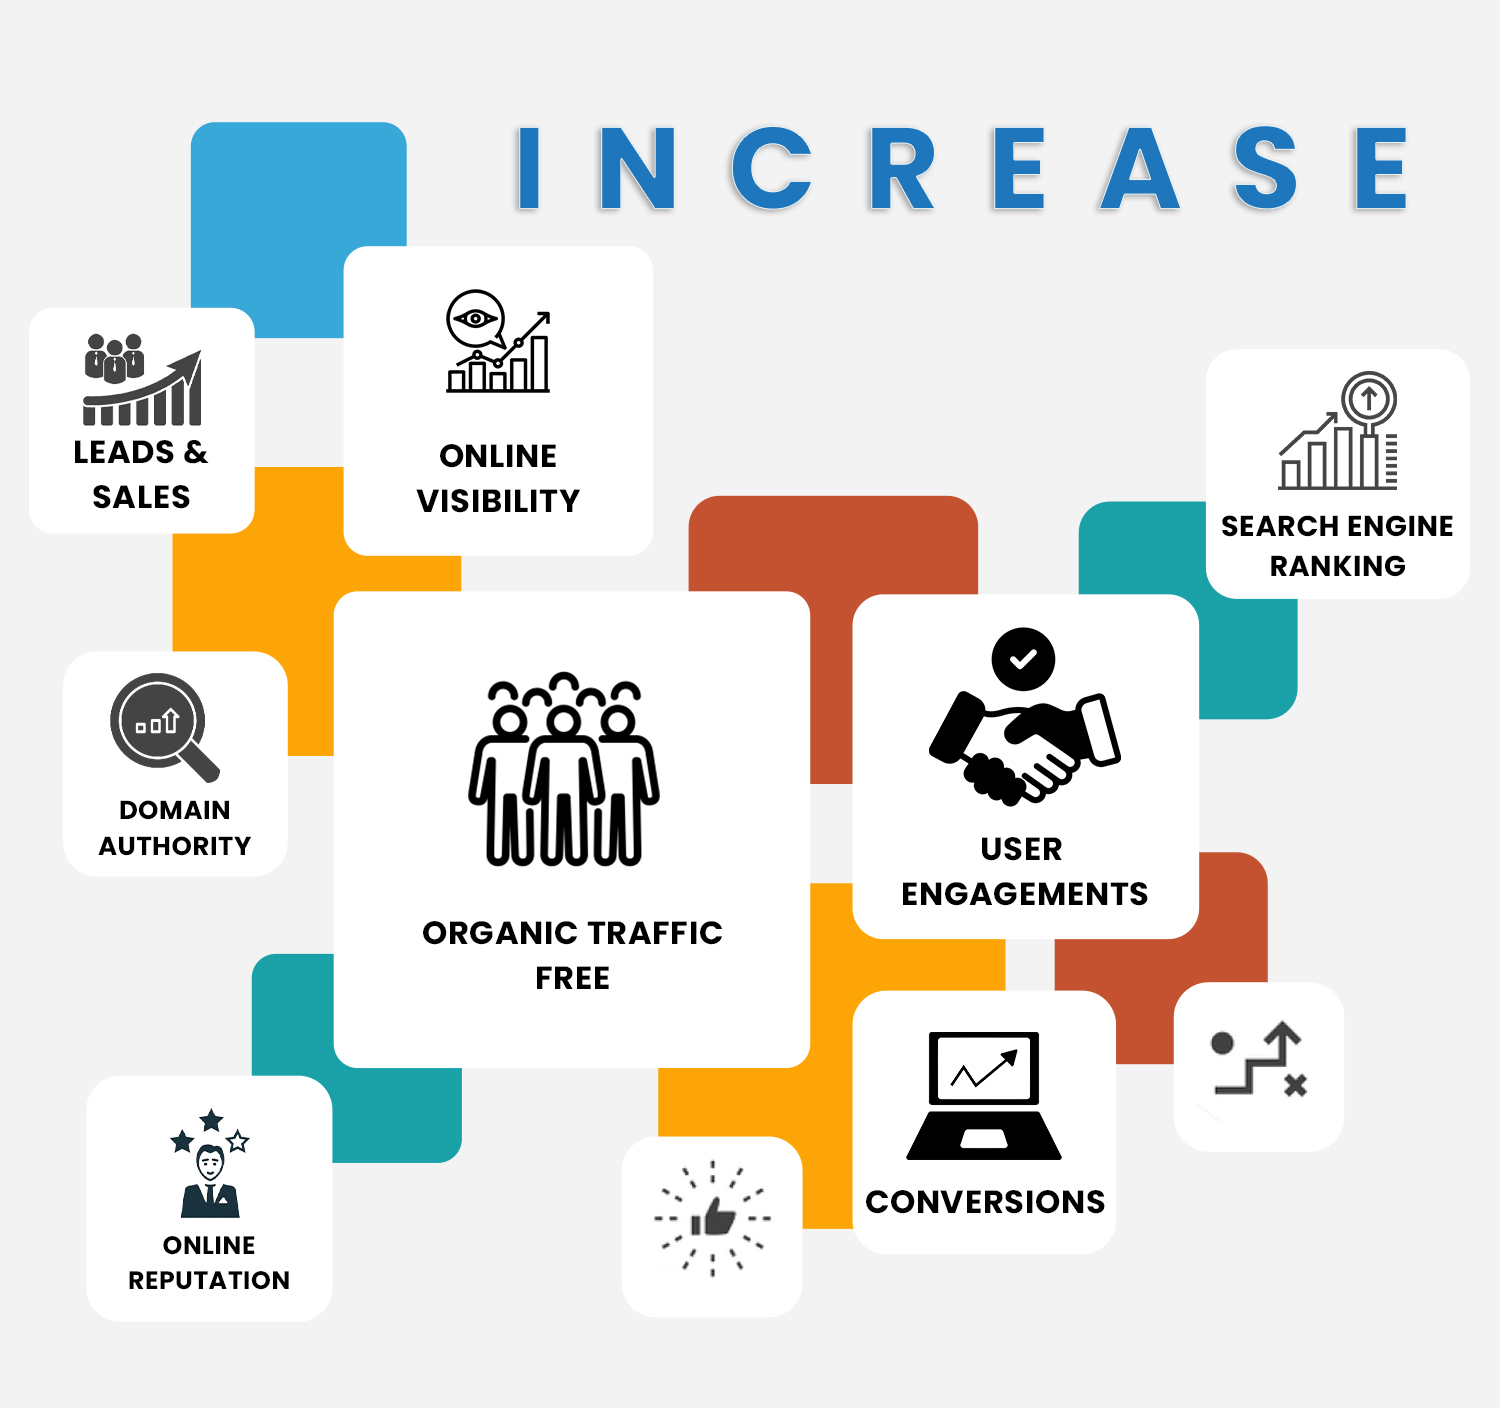 INCREASE
LEADS &
SALES
ONLINE
VISIBILITY
SEARCH ENGINE
RANKING
DOMAIN
AUTHORITY
ORGANIC TRAFFIC
FREE
USER
ENGAGEMENTS
ONLINE
REPUTATION
CONVERSIONS